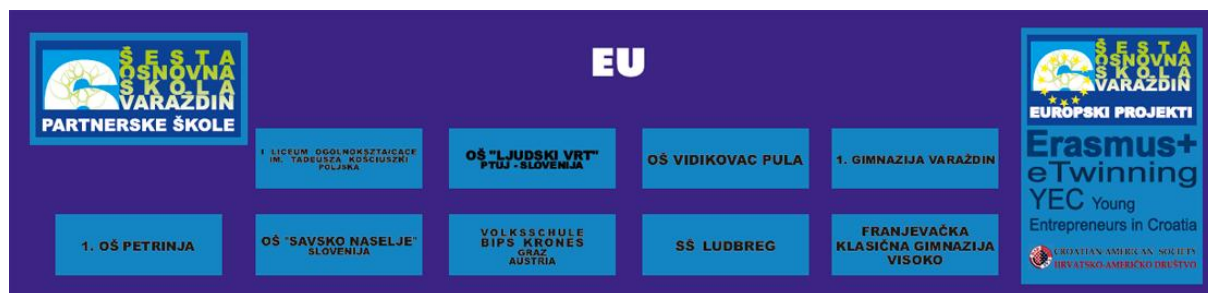 ŠESTA
OSNOVNA
ŠKOLA
VARAŽDIN
PARTNERSKE ŠKOLE
EU
I LICEUM OGÓLNOKSZTAŁCĄCE
IM. TADEUSZA KOŚCIUSZKI
POLJSKA
OŠ "LJUDSKI VRT"
PTUJ - SLOVENIJA
OŠ VIDIKOVAC PULA
1. GIMNAZIJA VARAŽDIN
1. OŠ PETRINJA
OŠ "SAVSKO NASELJE"
SLOVENIJA
VOLKSSCHULE
BIPS KRONES
GRAZ
AUSTRIA
SŠ LUDBREG
FRANJEVAČKA
KLASIČNA GIMNAZIJA
VISOKO
ŠESTA
OSNOVNA
ŠKOLA
VARAŽDIN
EUROPSKI PROJEKTI
Erasmus+
eTwinning
YEC Young
Entrepreneurs in Croatia
CROATIAN-AMERICAN SOCIETY
HRVATSKO-AMERIČKO DRUŠTVO